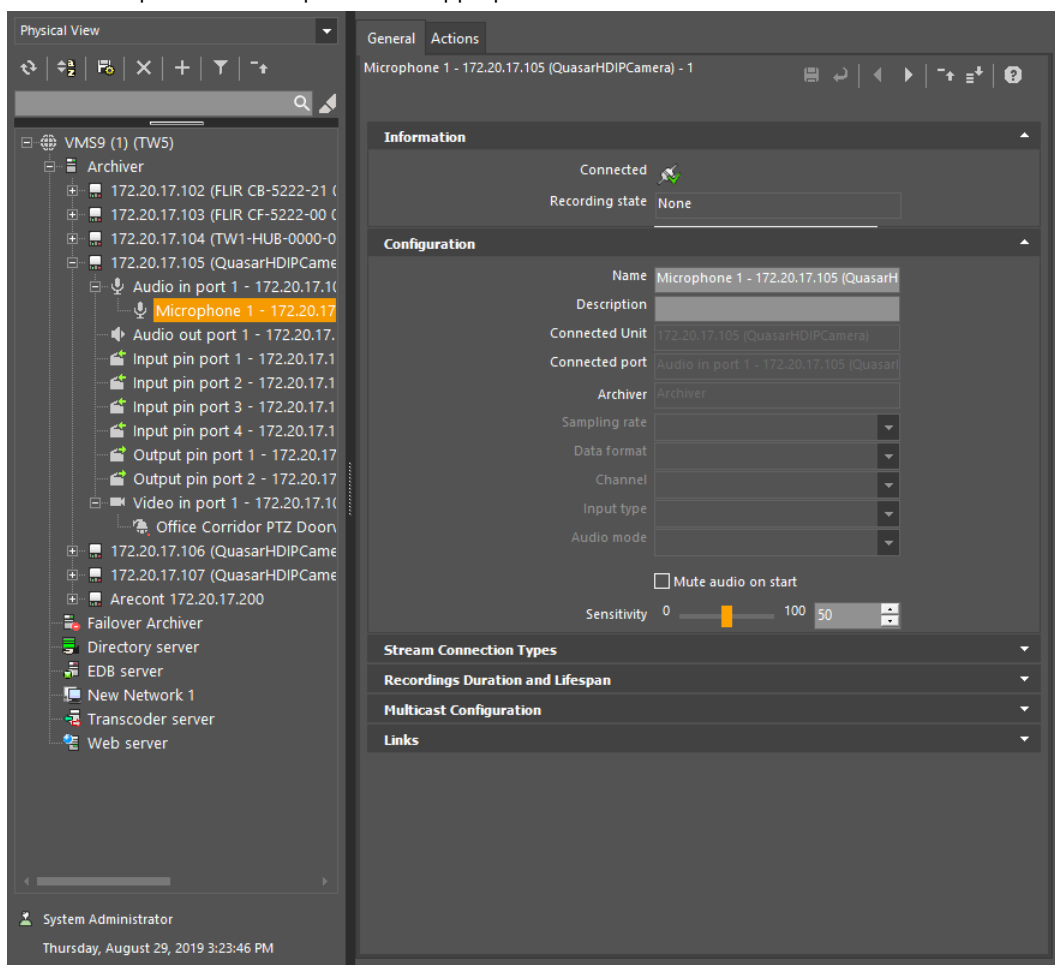 Physical View
VMS9 (1) (TW5)
Archiver
172.20.17.102 (FLIR CB-5222-21
172.20.17.103 (FLIR CF-5222-00
172.20.17.104 (TW1-HUB-0000-0
172.20.17.105 (QuasarHDIPCame
Audio in port 1 - 172.20.17.10
Microphone 1 - 172.20.17
Audio out port 1 - 172.20.17.
Input pin port 1 - 172.20.17.1
Input pin port 2 - 172.20.17.1
Input pin port 3 - 172.20.17.1
Input pin port 4 - 172.20.17.1
Output pin port 1 - 172.20.17
Output pin port 2 - 172.20.17
Video in port 1 - 172.20.17.10
Office Corridor PTZ
172.20.17.106 (QuasarHDIPCame
172.20.17.107 (QuasarHDIPCame
Arecont 172.20.17.200
Failover Archiver
Directory server
EDB server
New Network 1
Transcoder server
Web server
System Administrator
Thursday, August 29, 2019 3:23:46 PM
General Actions
Microphone 1 - 172.20.17.105 (QuasarHDIPCamera) - 1
Information
Connected
Recording state None
Configuration
Name Microphone 1 - 172.20.17.105 (QuasarH
Description
Connected Unit 172.20.17.105 (QuasarHDIPCamera)
Connected port Audio in port 1 - 172.20.17.105 (Quasar
Archiver Archiver
Sampling rate
Data format
Channel
Input type
Audio mode
Mute audio on start
Sensitivity 0 100 50
Stream Connection Types
Recordings Duration and Lifespan
Multicast Configuration
Links